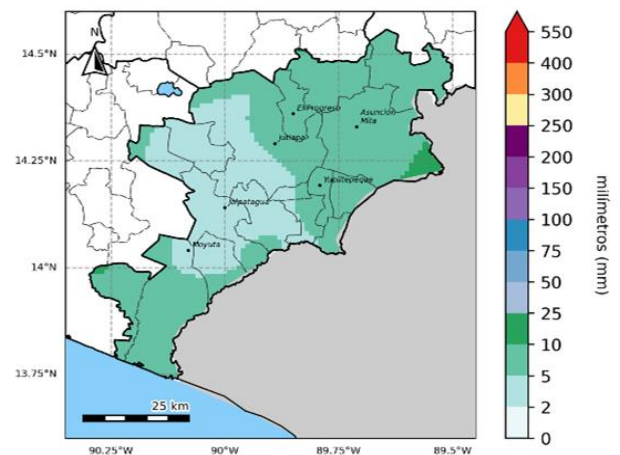 N
14.5°N
14.25°N
14°N
13.75°N
90.25°W
90°W
89.75°W
89.5°W
El Progreso
Asunción
Mita
Jutiapa
Yupiltepeque
Jalpatagua
Moyuta
25 km
550
400
300
250
200
150
100
75
50
25
10
5
2
0
milímetros (mm)